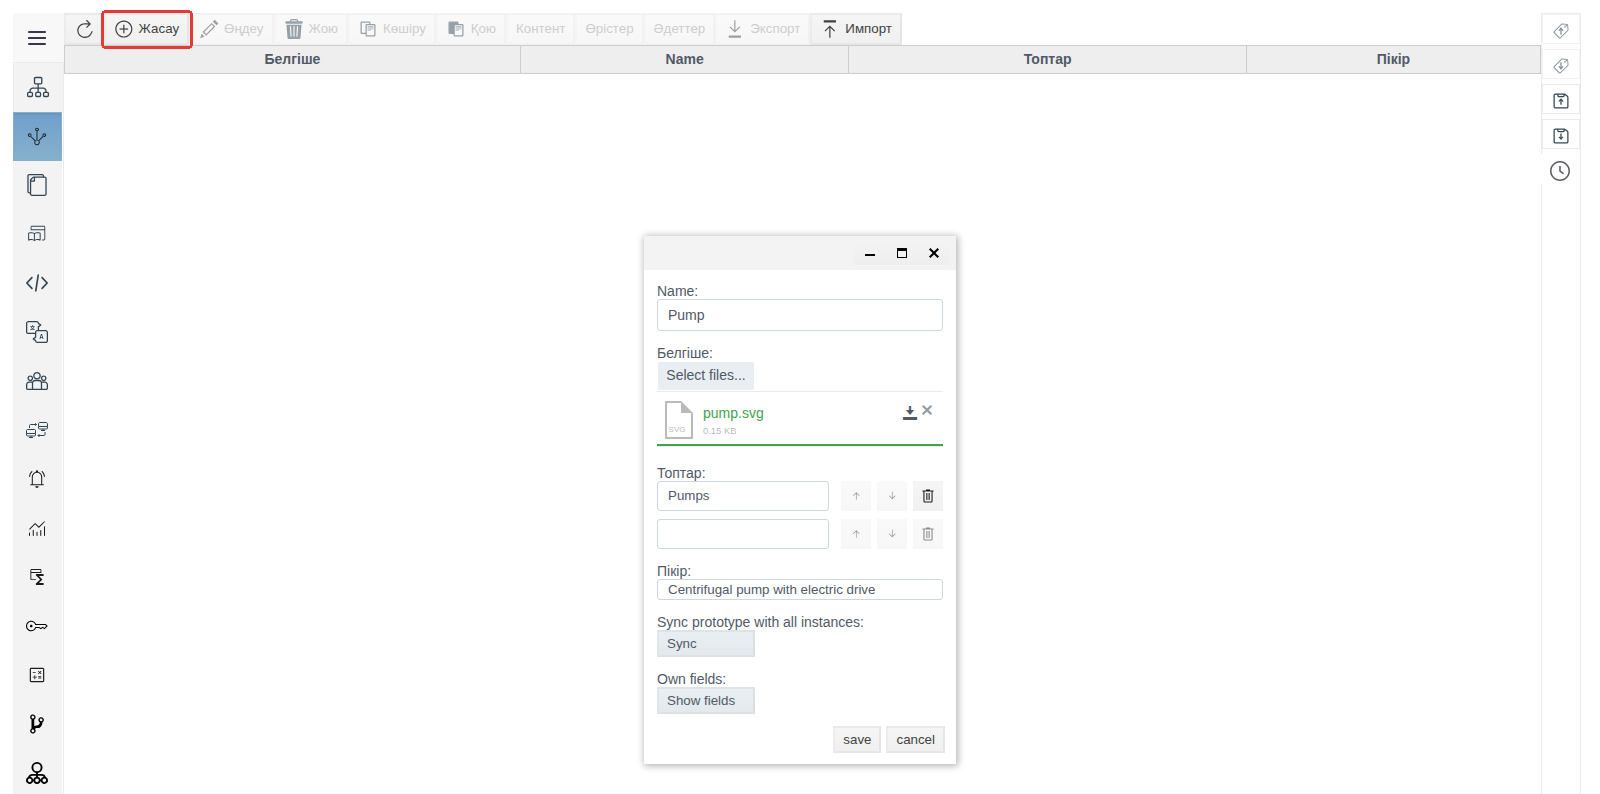 Жасау Өңдеу Жою Көшіру Қою Контент Өрістер Әдеттер Экспорт Импорт
Белгіше Name Топтар Пікір
Name:
Pump
Белгіше:
Select files...
pump.svg
SVG 0.15 KB
Топтар:
Pumps
Пікір:
Centrifugal pump with electric drive
Sync prototype with all instances:
Sync
Own fields:
Show fields
save cancel